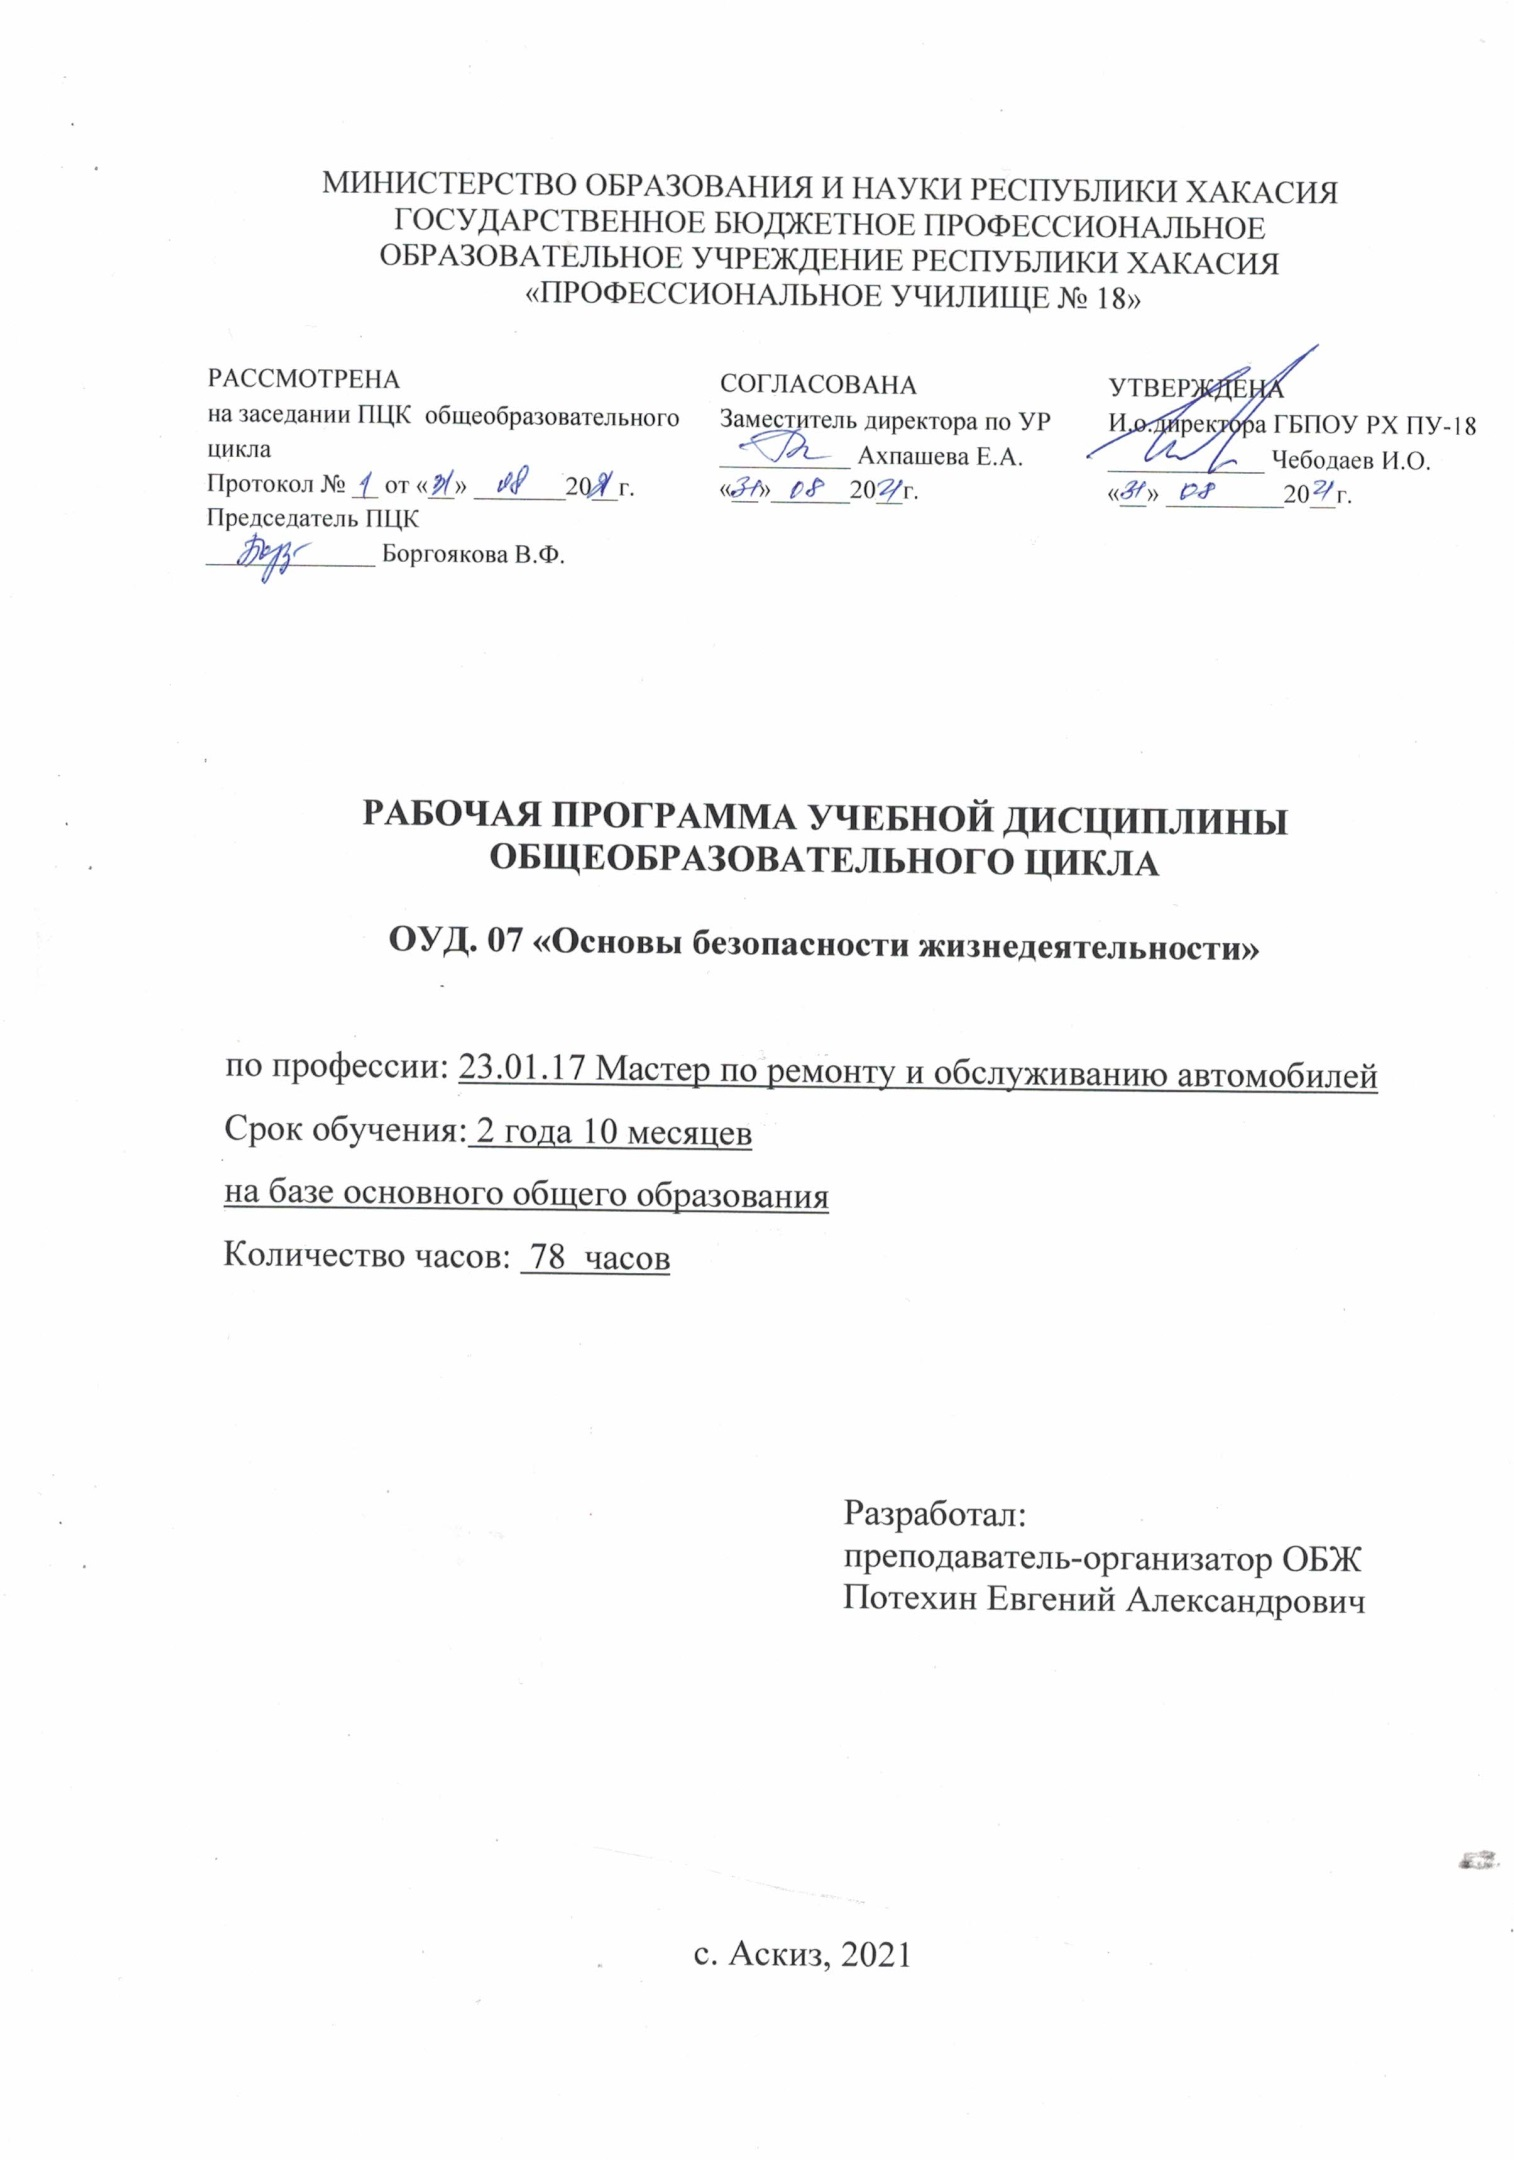 МИНИСТЕРСТВО ОБРАЗОВАНИЯ И НАУКИ РЕСПУБЛИКИ ХАКАСИЯ
ГОСУДАРСТВЕННОЕ БЮДЖЕТНОЕ ПРОФЕССИОНАЛЬНОЕ
ОБРАЗОВАТЕЛЬНОЕ УЧРЕЖДЕНИЕ РЕСПУБЛИКИ ХАКАСИЯ
«ПРОФЕССИОНАЛЬНОЕ УЧИЛИЩЕ № 18»
РАССМОТРЕНА
на заседании ПЦК общеобразовательного
цикла
Протокол № 1 от «31» 08 2021 г.
Председатель ПЦК
Боргоякова В.Ф.
СОГЛАСОВАНА
Заместитель директора по УР
Ахпашева Е.А.
«31» 08 2021 г.
УТВЕРЖДЕНА
И.о.директора ГБПОУ РХ ПУ-18
Чебодаев И.О.
«31» 08 2021 г.
РАБОЧАЯ ПРОГРАММА УЧЕБНОЙ ДИСЦИПЛИНЫ
ОБЩЕОБРАЗОВАТЕЛЬНОГО ЦИКЛА
ОУД. 07 «Основы безопасности жизнедеятельности»
по профессии: 23.01.17 Мастер по ремонту и обслуживанию автомобилей
Срок обучения: 2 года 10 месяцев
на базе основного общего образования
Количество часов: 78 часов
Разработал:
преподаватель-организатор ОБЖ
Потехин Евгений Александрович
с. Аскиз, 2021